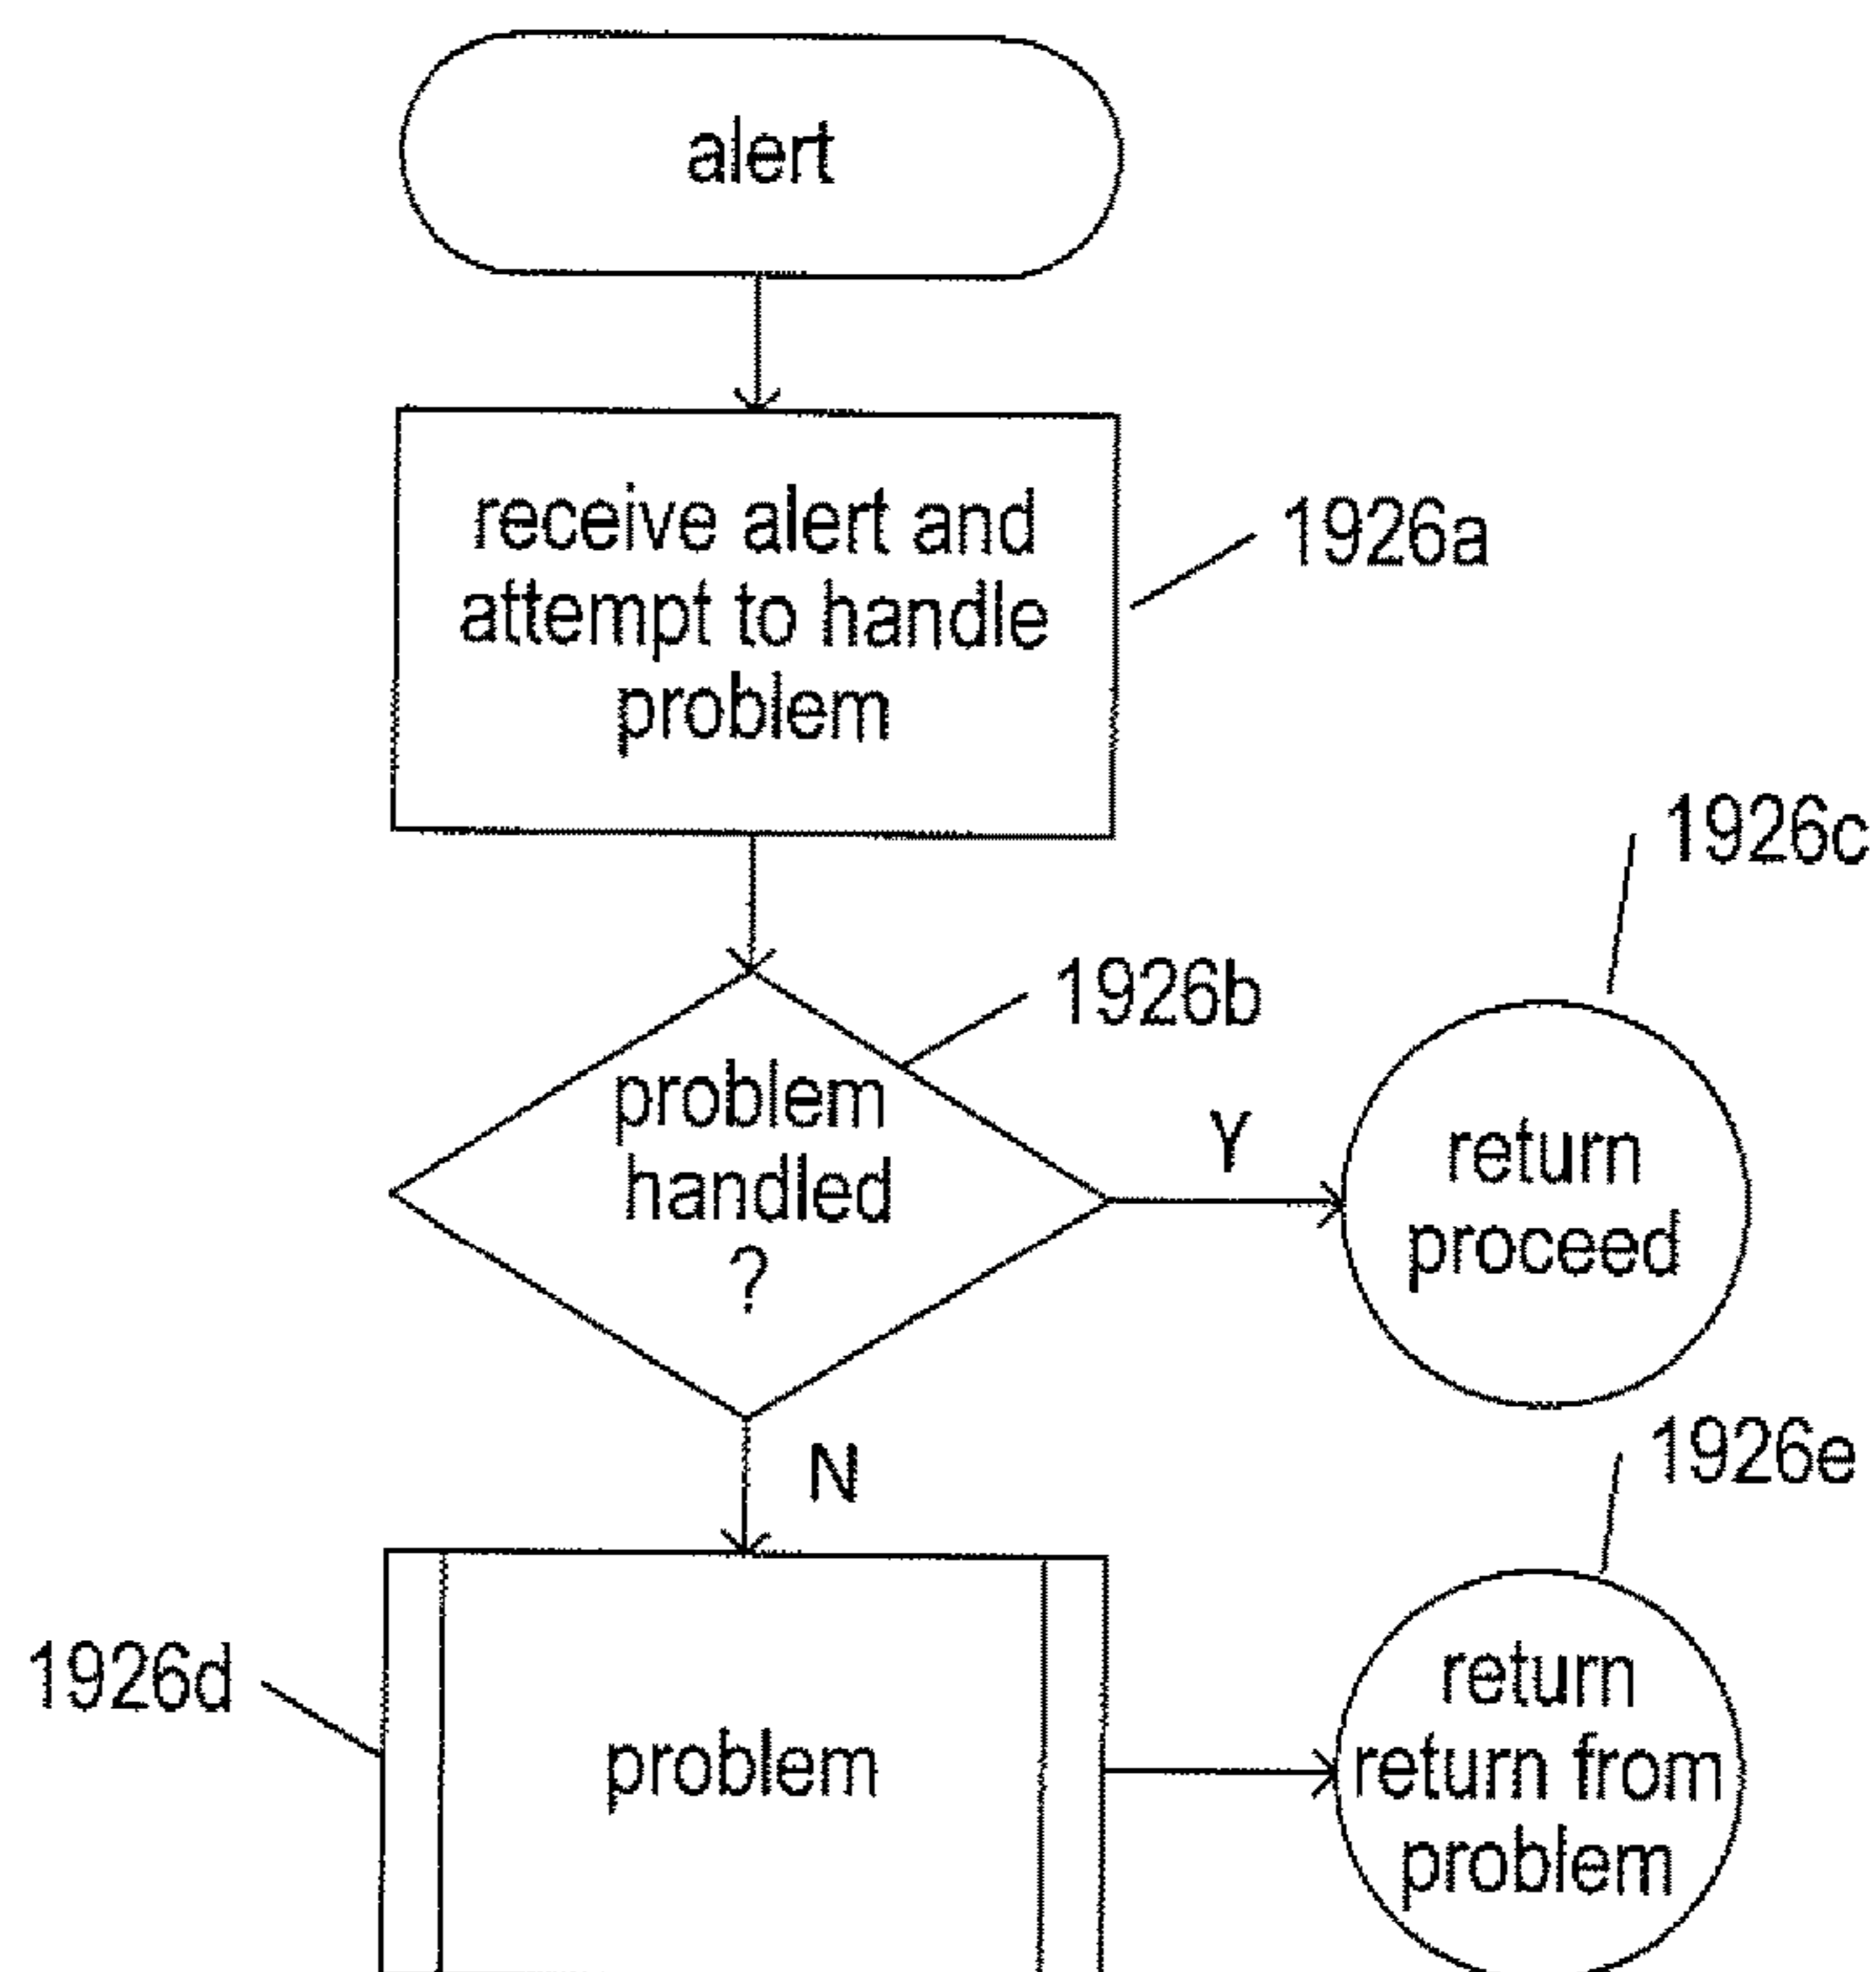 alert
receive alert and
attempt to handle
problem
1926a
1926c
1926b
problem
handled
?
Y
return
proceed
N
1926e
1926d
problem
return
return from
problem